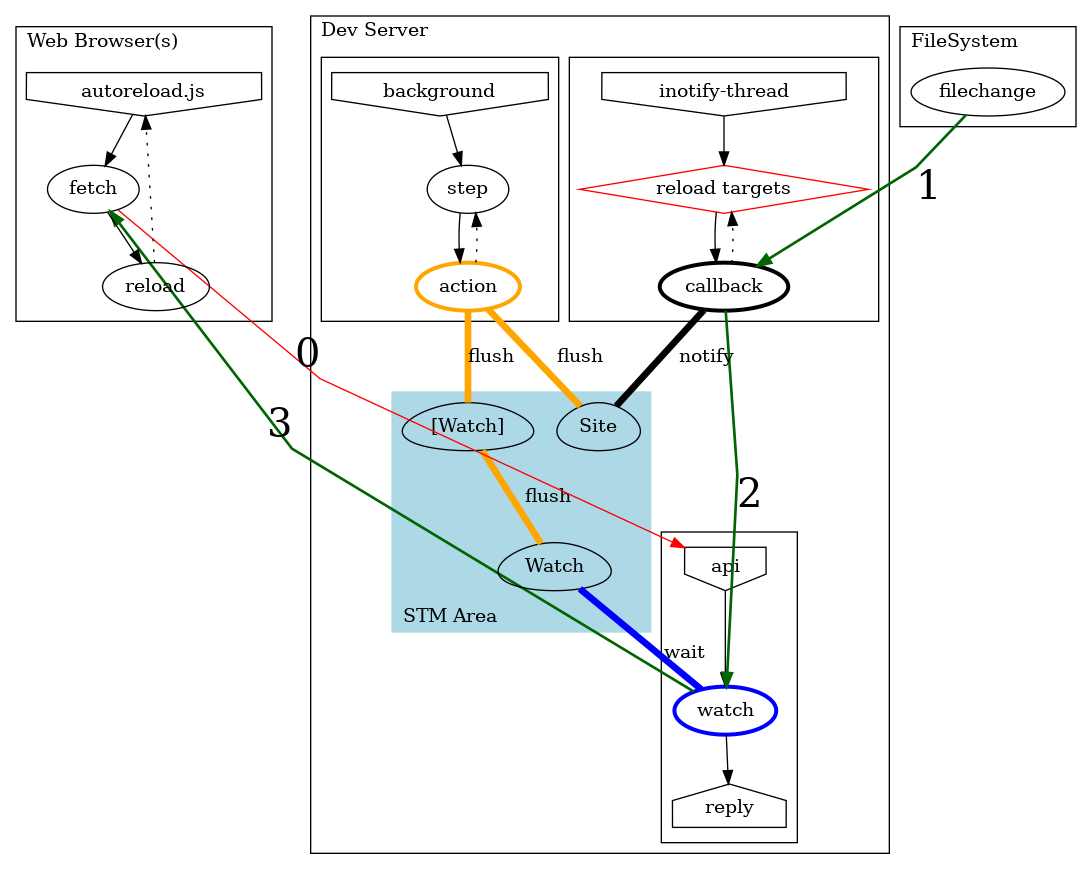 Dev Server
Web Browser(s)
FileSystem
autoreload.js
background
inotify-thread
filechange
fetch
step
reload targets
1
reload
action
callback
0
flush
flush
notify
3
[Watch]
Site
flush
2
Watch
api
STM Area
wait
watch
reply